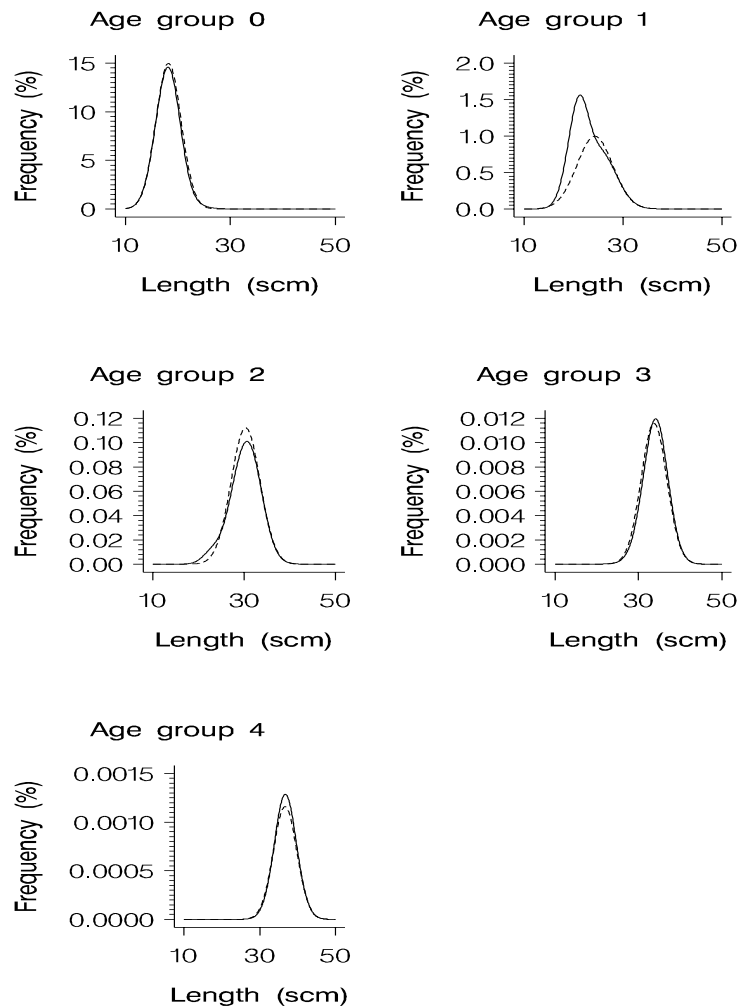 Age group 0
Frequency (%)
15
10
5
0
10 30 50
Length (scm)
Age group 1
Frequency (%)
2.0
1.5
1.0
0.5
0.0
10 30 50
Length (scm)
Age group 2
Frequency (%)
0.12
0.10
0.08
0.06
0.04
0.02
0.00
10 30 50
Length (scm)
Age group 3
Frequency (%)
0.012
0.010
0.008
0.006
0.004
0.002
0.000
10 30 50
Length (scm)
Age group 4
Frequency (%)
0.0015
0.0010
0.0005
0.0000
10 30 50
Length (scm)